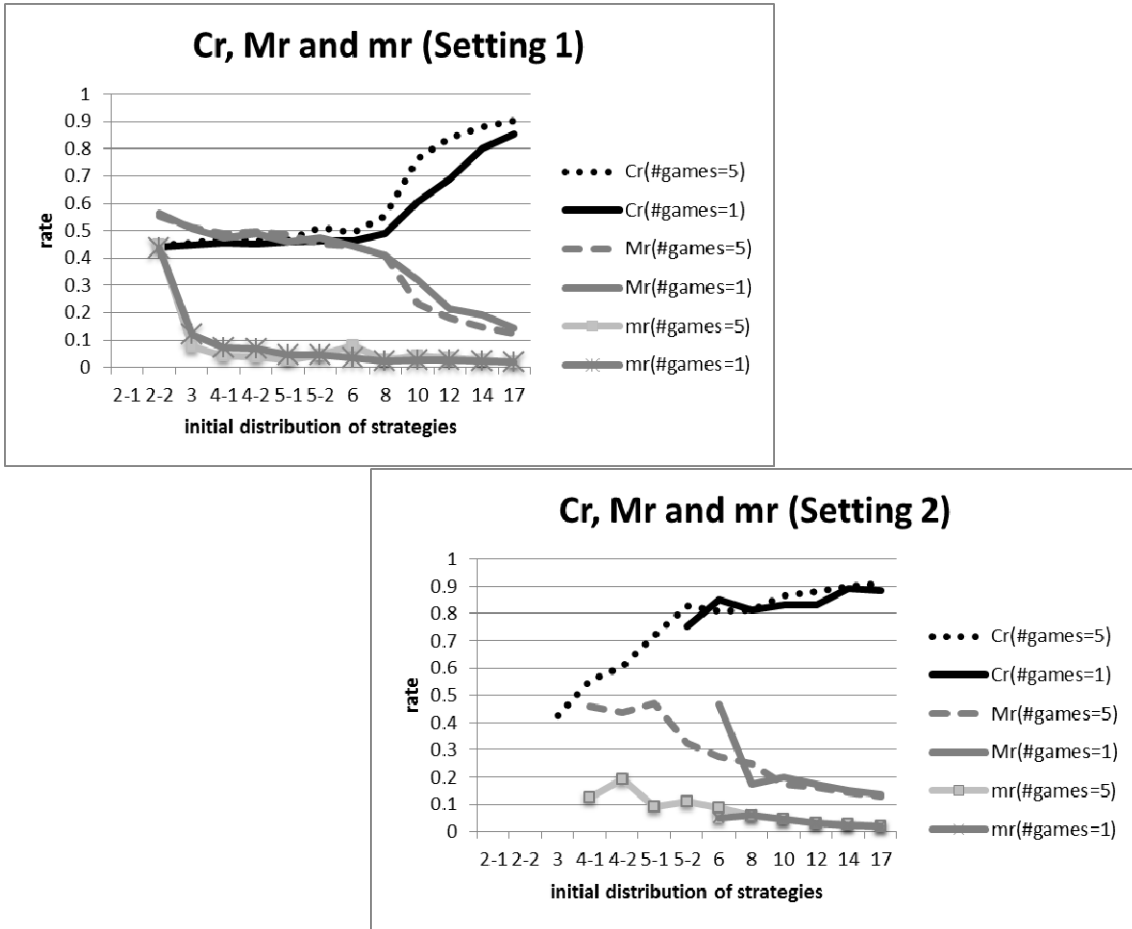 Cr, Mr and mr (Setting 1)
rate
1
0.9
0.8
0.7
0.6
0.5
0.4
0.3
0.2
0.1
0
2-1 2-2 3 4-1 4-2 5-1 5-2 6 8 10 12 14 17
initial distribution of strategies
Cr(#games=5)
Cr(#games=1)
Mr(#games=5)
Mr(#games=1)
mr(#games=5)
mr(#games=1)
Cr, Mr and mr (Setting 2)
rate
1
0.9
0.8
0.7
0.6
0.5
0.4
0.3
0.2
0.1
0
2-1 2-2 3 4-1 4-2 5-1 5-2 6 8 10 12 14 17
initial distribution of strategies
Cr(#games=5)
Cr(#games=1)
Mr(#games=5)
Mr(#games=1)
mr(#games=5)
mr(#games=1)